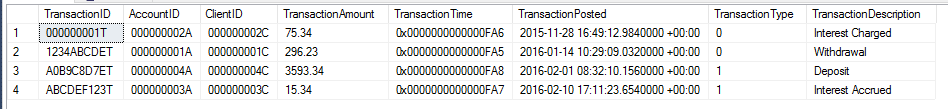 TransactionID AccountID ClientID TransactionAmount TransactionTime TransactionPosted TransactionType TransactionDescription
1 000000001T 000000002A 000000002C 75.34 0x0000000000000FA6 2015-11-28 16:49:12.9840000 +00:00 0 Interest Charged
2 1234ABCDET 000000001A 000000001C 296.23 0x0000000000000FA5 2016-01-14 10:29:09.0320000 +00:00 0 Withdrawal
3 A0B9C8D7ET 000000004A 000000004C 3593.34 0x0000000000000FA8 2016-02-01 08:32:10.1560000 +00:00 1 Deposit
4 ABCDEF123T 000000003A 000000003C 15.34 0x0000000000000FA7 2016-02-10 17:11:23.6540000 +00:00 1 Interest Accrued